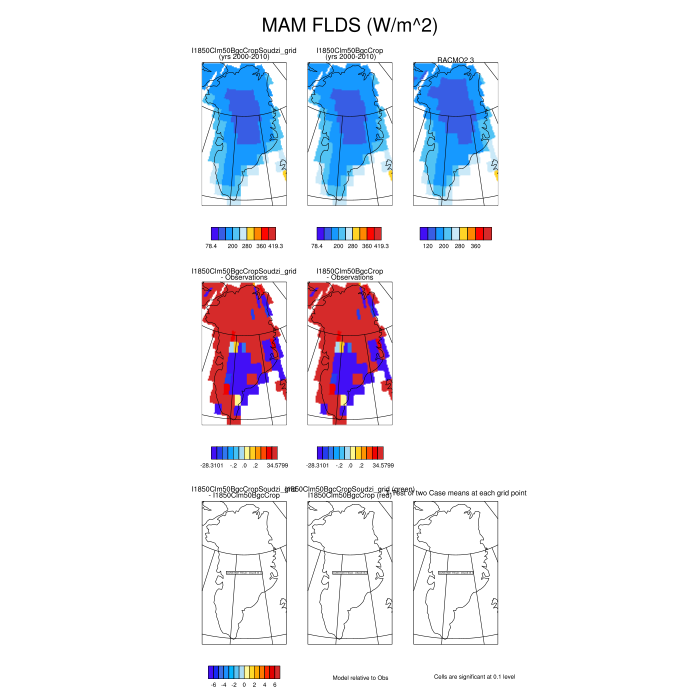 MAM FLDS (W/m^2)
I1850Clm50BgcCropSoudzi_grid
(yrs 2000-2010)
I1850Clm50BgcCrop
(yrs 2000-2010)
RACMO2.3
78.4 200 280 360 419.3
78.4 200 280 360 419.3
120 200 280 360
I1850Clm50BgcCropSoudzi_grid
- Observations
I1850Clm50BgcCrop
- Observations
-28.3101 -.2 .0 .2 34.5799
-28.3101 -.2 .0 .2 34.5799
I1850Clm50BgcCropSoudzi_grid
- I1850Clm50BgcCrop
I1850Clm50BgcCropSoudzi_grid (green)
I1850Clm50BgcCrop (red)
Test of two Case means at each grid point
-6 -4 -2 0 2 4 6
Model relative to Obs
Cells are significant at 0.1 level